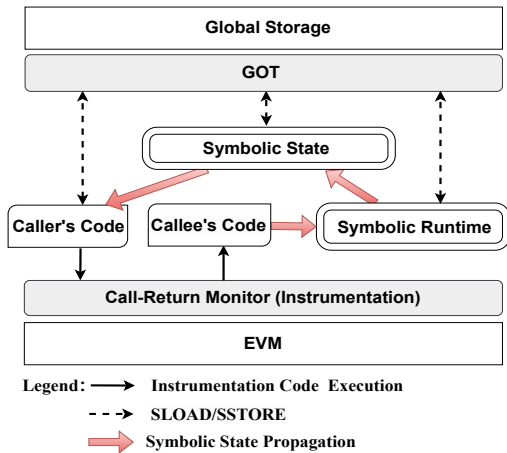 Global Storage
GOT
Symbolic State
Caller's Code
Callee's Code
Symbolic Runtime
Call-Return Monitor (Instrumentation)
EVM
Legend: Instrumentation Code Execution
SLOAD/SSTORE
Symbolic State Propagation